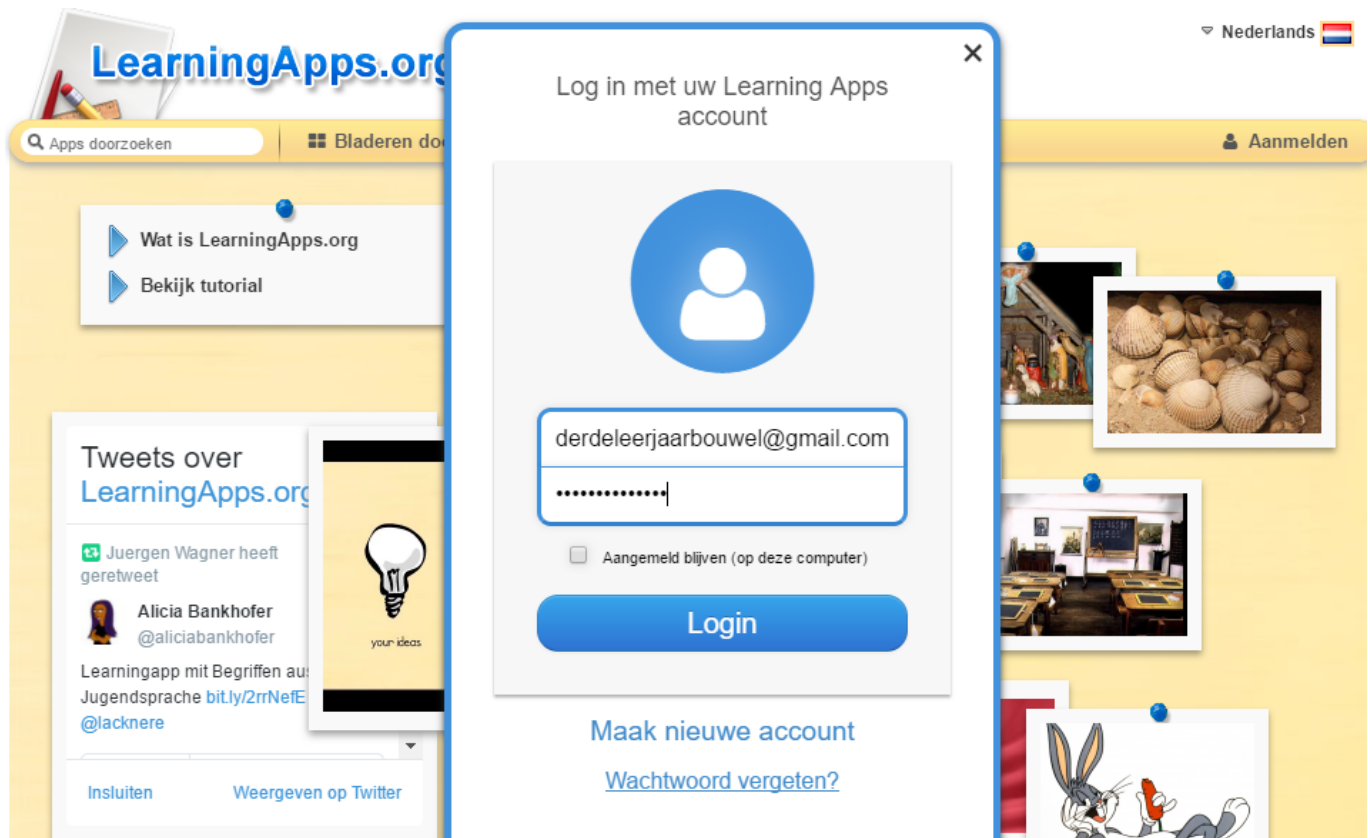 LearningApps.org
Nederlands
Apps doorzoeken
Bladeren
Aanmelden
Wat is LearningApps.org
Bekijk tutorial
Tweets over
LearningApps.org
Juergen Wagner heeft
geretweet
Alicia Bankhofer
@aliciabankhofer
Learningapp mit Begriffen
Jugendsprache bit.ly/2rrNefE
@lacknere
Insluiten
Weergeven op Twitter
your ideas
Log in met uw Learning Apps
account
derdeleerjaarbouwel@gmail.com
••••••••••••••
Aangemeld blijven (op deze computer)
Login
Maak nieuwe account
Wachtwoord vergeten?